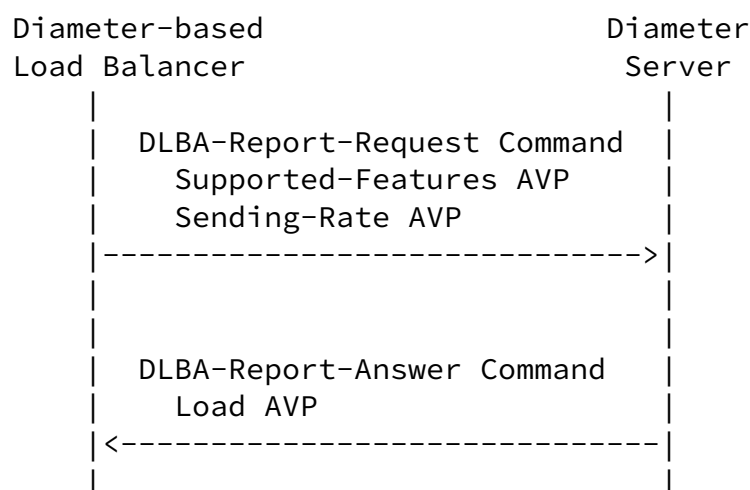 Diameter-based Diameter
Load Balancer Server
DLBA-Report-Request Command
Supported-Features AVP
Sending-Rate AVP
DLBA-Report-Answer Command
Load AVP